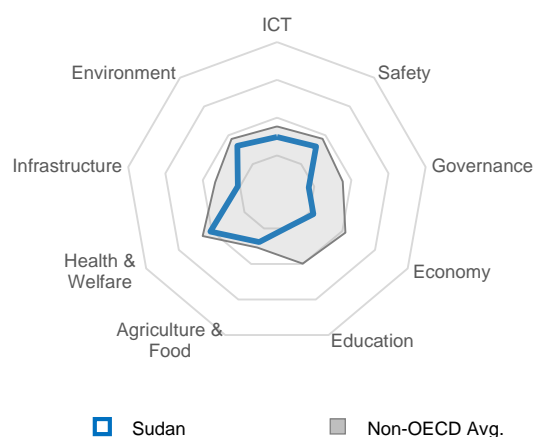 ICT
Environment
Safety
Infrastructure
Governance
Health &
Welfare
Economy
Agriculture &
Food
Education
Sudan
Non-OECD Avg.